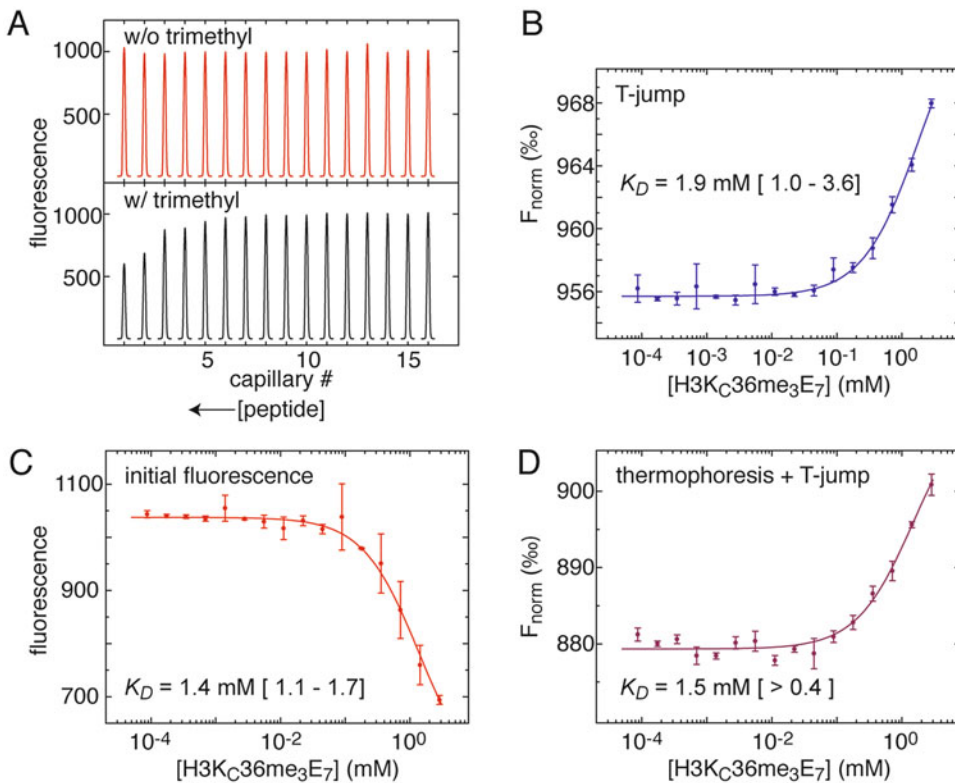 A
w/o trimethyl
1000
500
w/ trimethyl
1000
500
fluorescence
5 10 15
capillary #
[peptide]
B
T-jump
968
964
960
956
F_norm (‰)
K_D = 1.9 mM [ 1.0 - 3.6]
10^-4 10^-3 10^-2 10^-1 10^0
[H3K_C36me_3E_7] (mM)
C
initial fluorescence
1100
900
700
fluorescence
K_D = 1.4 mM [ 1.1 - 1.7]
10^-4 10^-2 10^0
[H3K_C36me_3E_7] (mM)
D
thermophoresis + T-jump
900
890
880
F_norm (‰)
K_D = 1.5 mM [ > 0.4 ]
10^-4 10^-2 10^0
[H3K_C36me_3E_7] (mM)